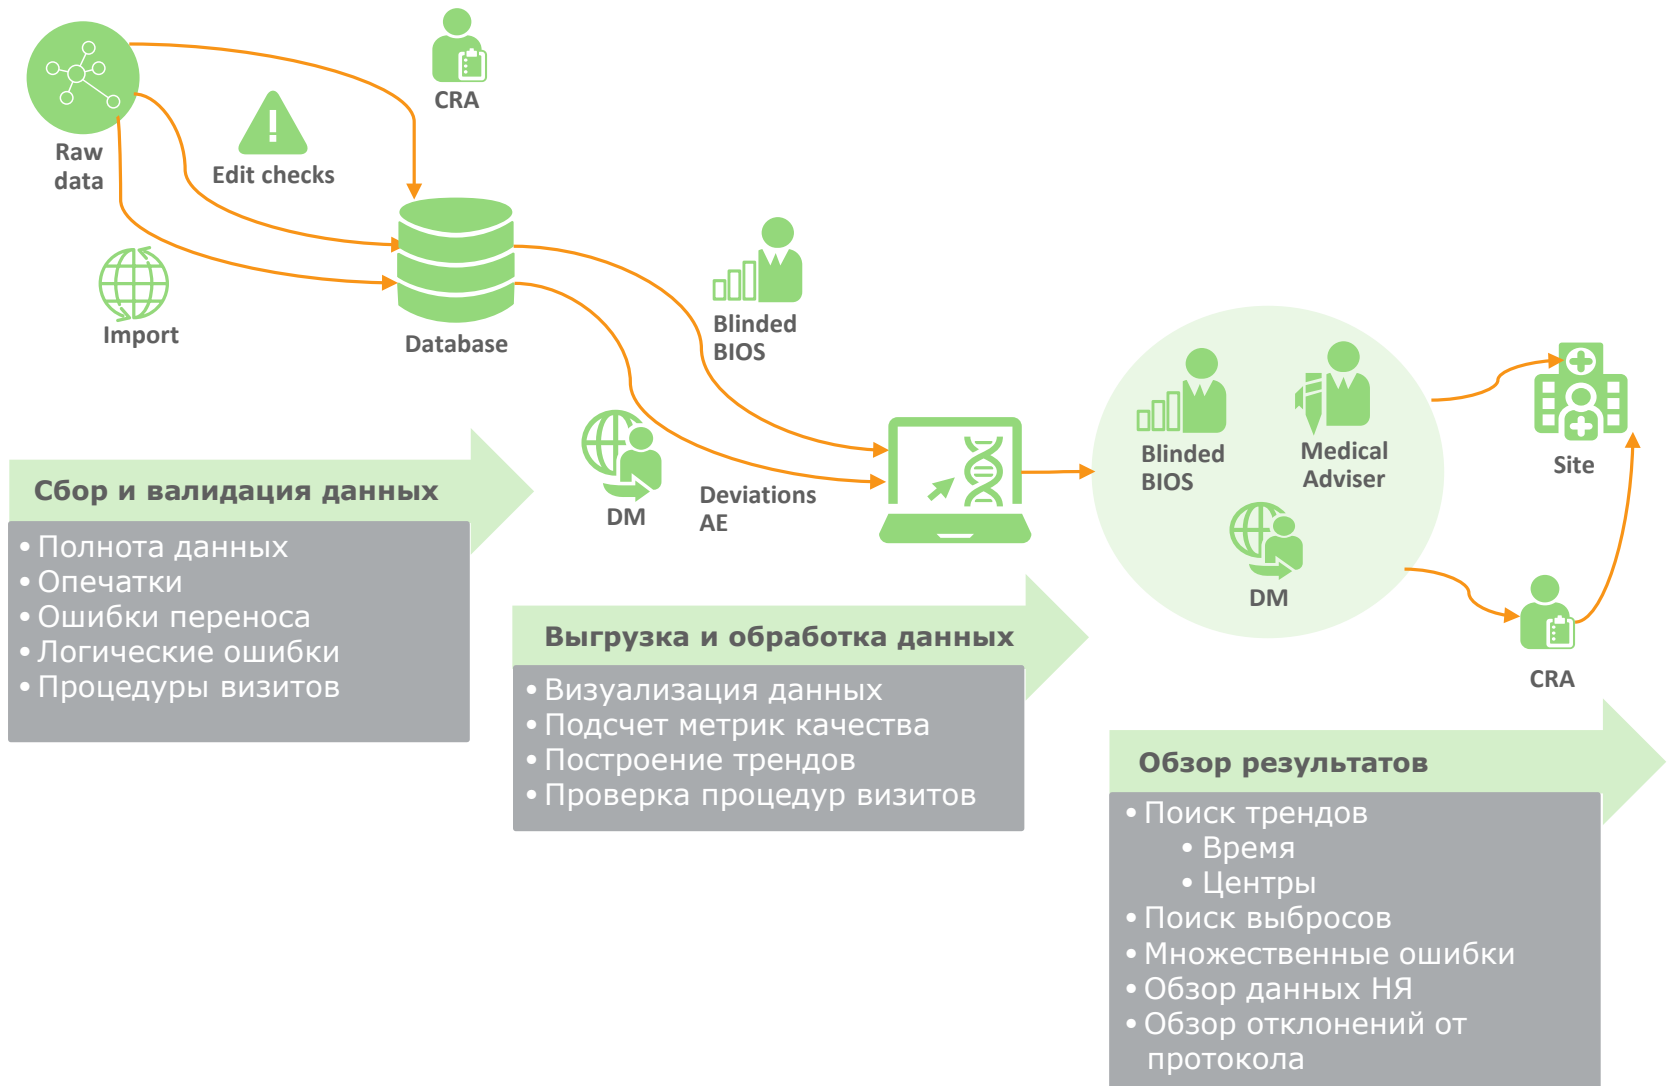 CRA
Raw
data
Edit checks
Import
Database
Blinded
BIOS
DM
Deviations
AE
Blinded
BIOS
Medical
Adviser
DM
Site
CRA
Сбор и валидация данных
• Полнота данных
• Опечатки
• Ошибки переноса
• Логические ошибки
• Процедуры визитов
Выгрузка и обработка данных
• Визуализация данных
• Подсчет метрик качества
• Построение трендов
• Проверка процедур визитов
Обзор результатов
• Поиск трендов
• Время
• Центры
• Поиск выбросов
• Множественные ошибки
• Обзор данных НЯ
• Обзор отклонений от
протокола